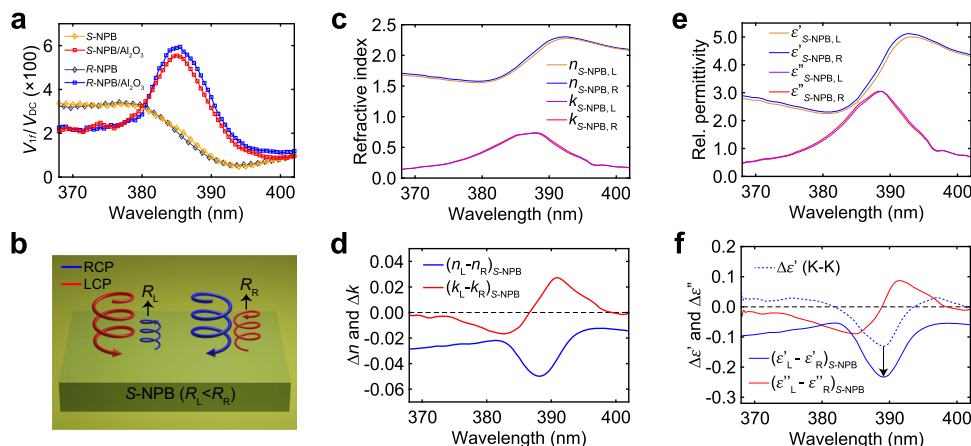 a
V1f/VDC (×100)
6
4
2
0
S-NPB
S-NPB/Al2O3
R-NPB
R-NPB/Al2O3
370 380 390 400
Wavelength (nm)
b
RCP
LCP
RL
RR
S-NPB (RL<RR)
c
Refractive index
2.5
2.0
1.5
1.0
0.5
0.0
nS-NPB, L
nS-NPB, R
kS-NPB, L
kS-NPB, R
370 380 390 400
Wavelength (nm)
d
Δn and Δk
0.04
0.02
0.00
-0.02
-0.04
-0.06
(nL-nR)S-NPB
(kL-kR)S-NPB
370 380 390 400
Wavelength (nm)
e
Rel. permittivity
6.0
5.0
4.0
3.0
2.0
1.0
0.0
ε'S-NPB, L
ε'S-NPB, R
ε''S-NPB, L
ε''S-NPB, R
370 380 390 400
Wavelength (nm)
f
Δε' and Δε''
0.2
0.1
0.0
-0.1
-0.2
-0.3
Δε' (K-K)
(ε'L - ε'R)S-NPB
(ε''L - ε''R)S-NPB
370 380 390 400
Wavelength (nm)